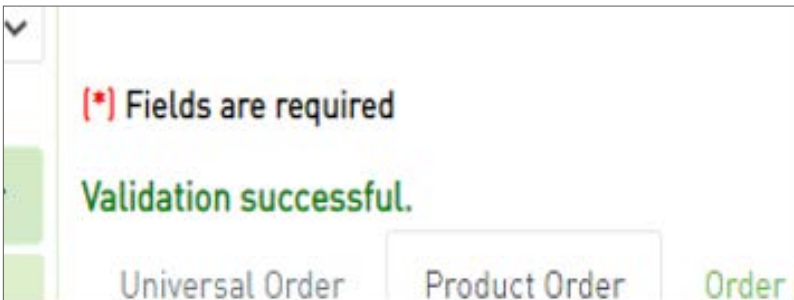 (*) Fields are required
Validation successful.
Universal Order Product Order Order